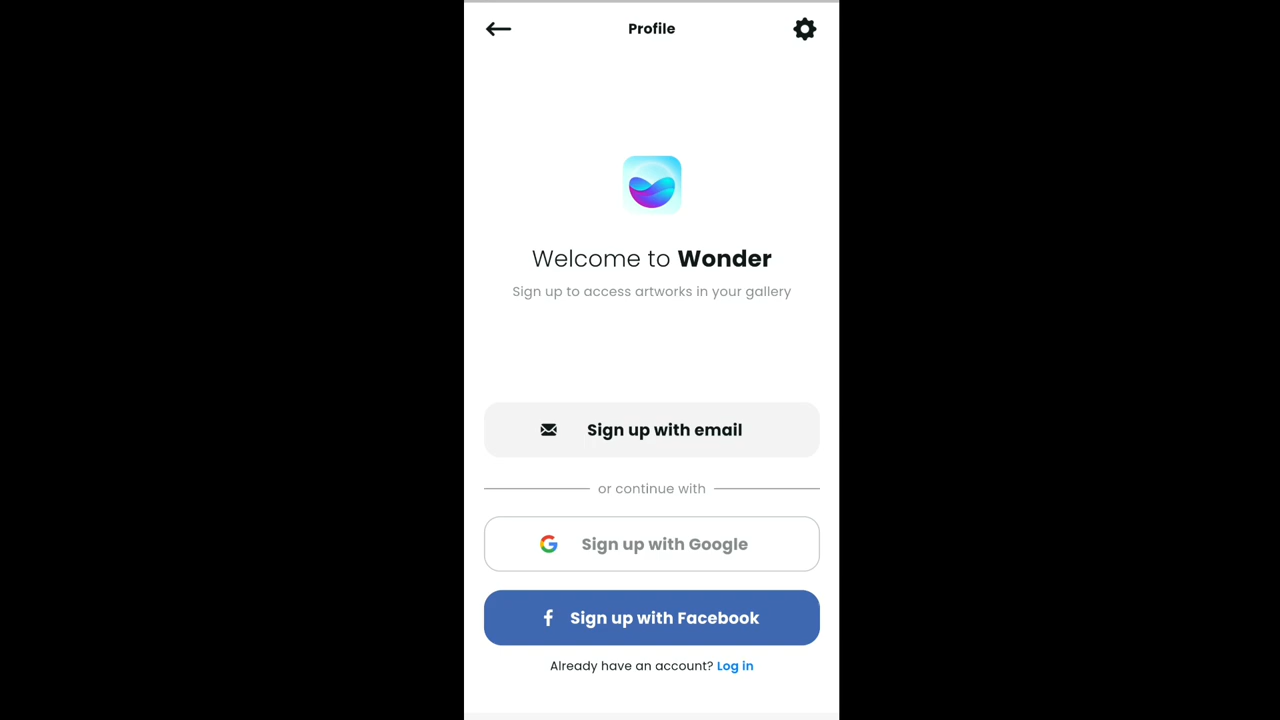 Profile
Welcome to Wonder
Sign up to access artworks in your gallery
Sign up with email
or continue with
Sign up with Google
Sign up with Facebook
Already have an account? Log in